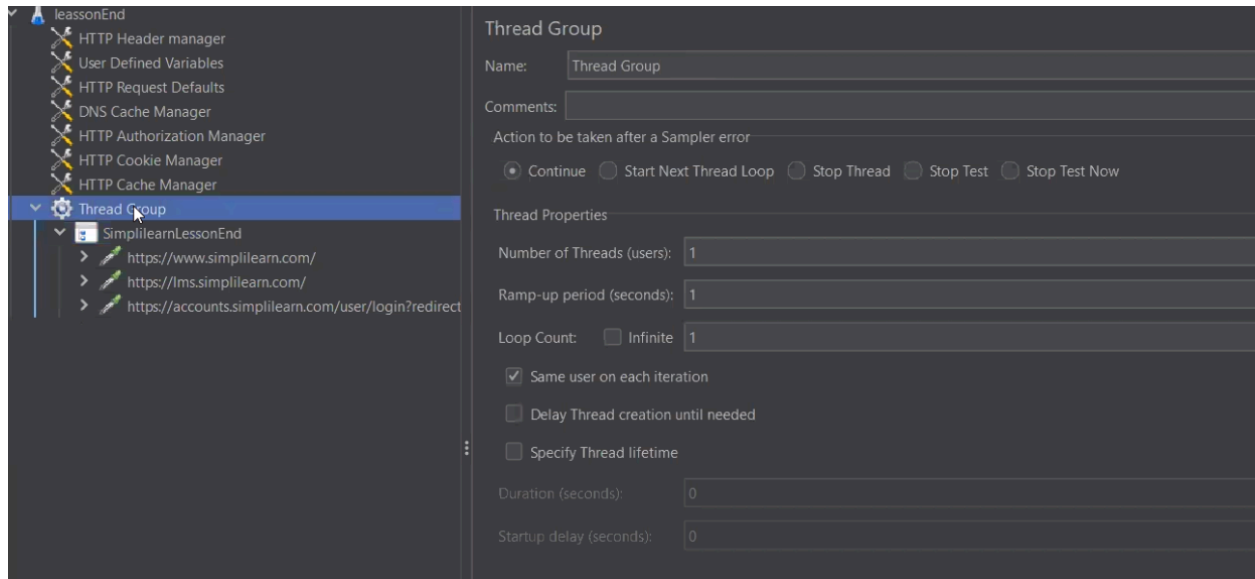 leassonEnd
HTTP Header manager
User Defined Variables
HTTP Request Defaults
DNS Cache Manager
HTTP Authorization Manager
HTTP Cookie Manager
HTTP Cache Manager
Thread Group
SimplilearnLessonEnd
https://www.simplilearn.com/
https://lms.simplilearn.com/
https://accounts.simplilearn.com/user/login?redirect
Thread Group
Name: Thread Group
Comments:
Action to be taken after a Sampler error
Continue Start Next Thread Loop Stop Thread Stop Test Stop Test Now
Thread Properties
Number of Threads (users): 1
Ramp-up period (seconds): 1
Loop Count: Infinite 1
Same user on each iteration
Delay Thread creation until needed
Specify Thread lifetime
Duration (seconds): 0
Startup delay (seconds): 0